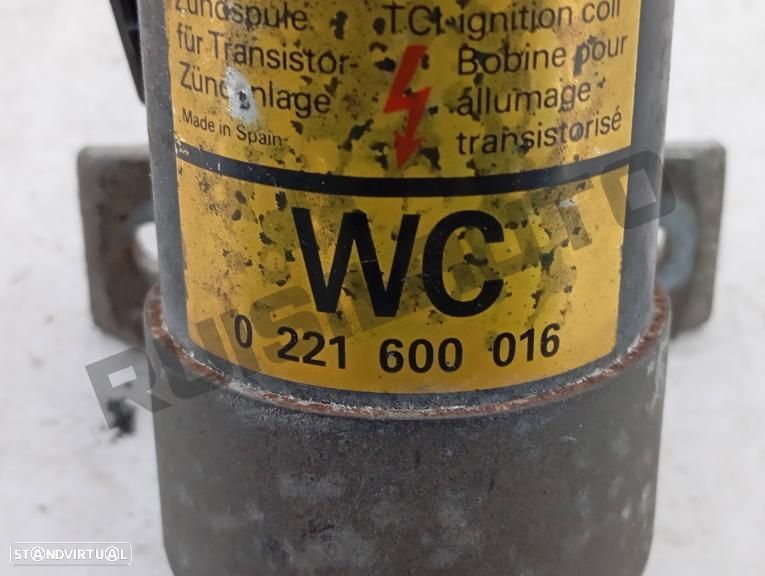 Zündspule
für Transistor-
Zündanlage
Made in Spain
TCI-ignition coil
Bobine pour
allumage
transistorisé
WC
0 221 600 016
RUISILAUTO
STANDVIRTUAL